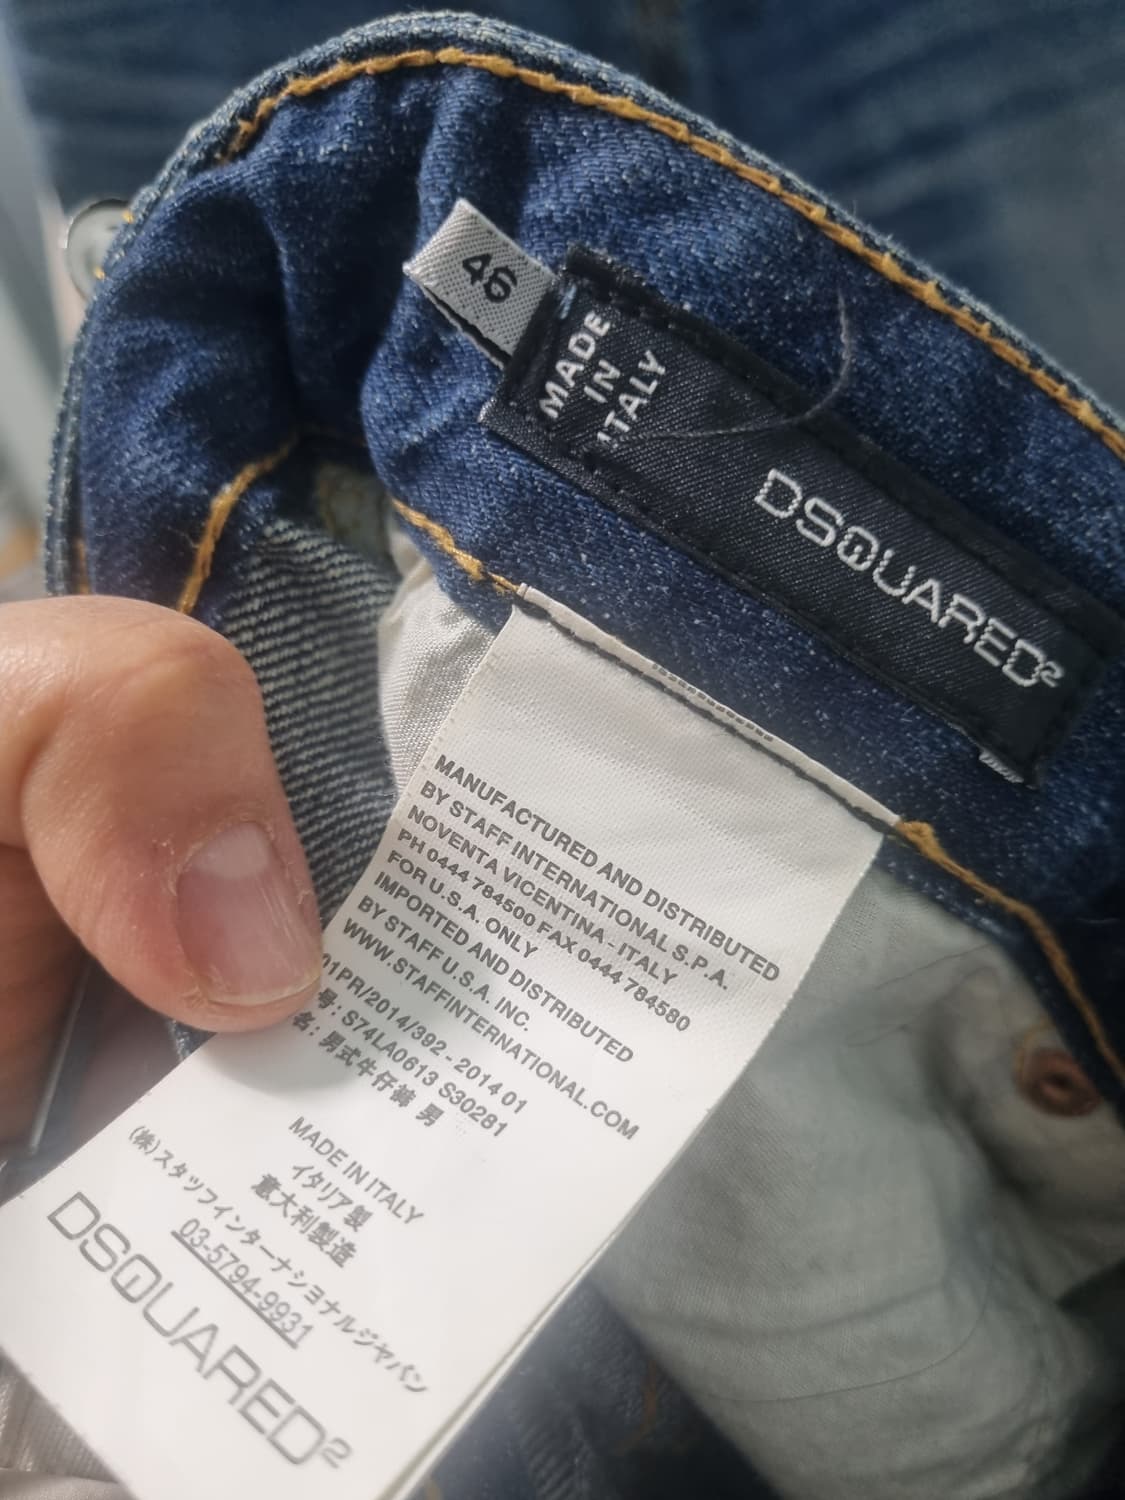 46
MADE
IN
ITALY
DSQUARED2
MANUFACTURED AND DISTRIBUTED
BY STAFF INTERNATIONAL S.P.A.
NOVENTA VICENTINA - ITALY
PH 0444 784500 FAX 0444 784580
FOR U.S.A. ONLY
IMPORTED AND DISTRIBUTED
BY STAFF U.S.A. INC.
WWW.STAFFINTERNATIONAL.COM
01PR/2014/392 - 2014 01
号: S74LA0613 S30281
名: 男式牛仔裤 男
MADE IN ITALY
イタリア製
意大利製造
(株)スタッフインターナショナルジャパン
03-5794-9931
DSQUARED2